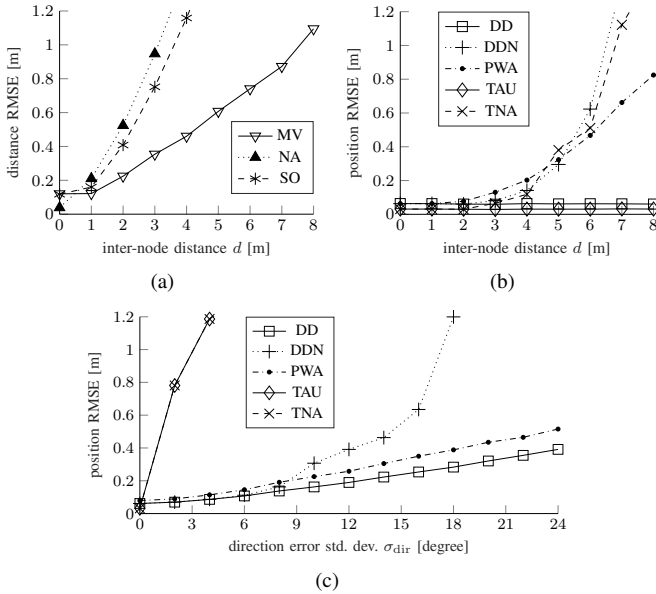 1.2
1
0.8
0.6
0.4
0.2
0
distance RMSE [m]
MV
NA
SO
0 1 2 3 4 5 6 7 8
inter-node distance d [m]
(a)
1.2
1
0.8
0.6
0.4
0.2
0
position RMSE [m]
DD
DDN
PWA
TAU
TNA
0 1 2 3 4 5 6 7 8
inter-node distance d [m]
(b)
1.2
1
0.8
0.6
0.4
0.2
0
position RMSE [m]
DD
DDN
PWA
TAU
TNA
0 3 6 9 12 15 18 21 24
direction error std. dev. σdir [degree]
(c)